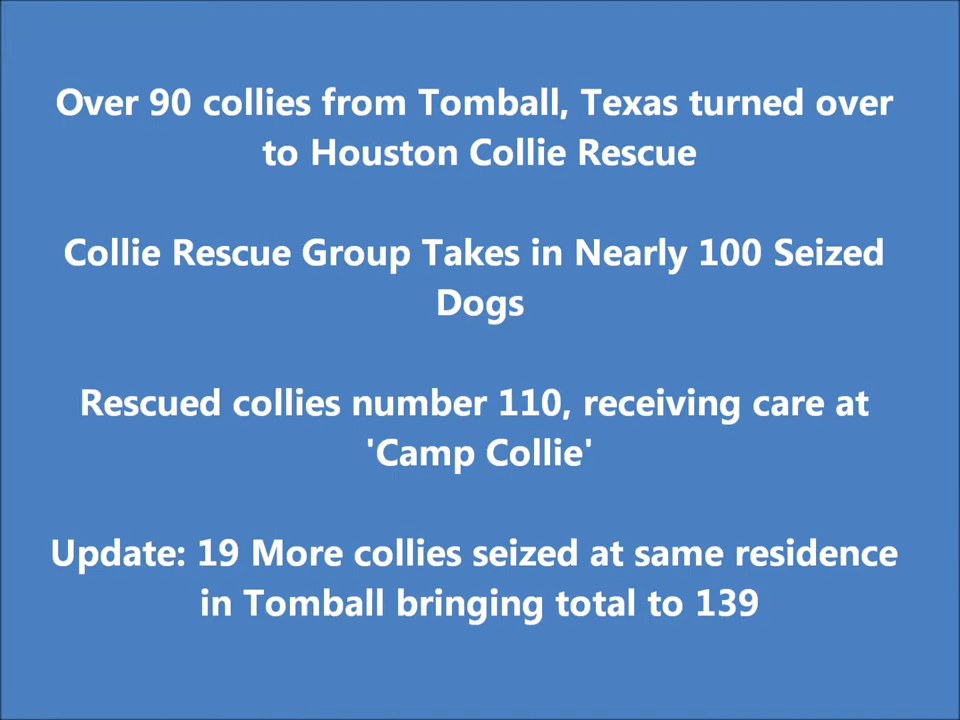 Over 90 collies from Tomball, Texas turned over
to Houston Collie Rescue
Collie Rescue Group Takes in Nearly 100 Seized
Dogs
Rescued collies number 110, receiving care at
'Camp Collie'
Update: 19 More collies seized at same residence
in Tomball bringing total to 139